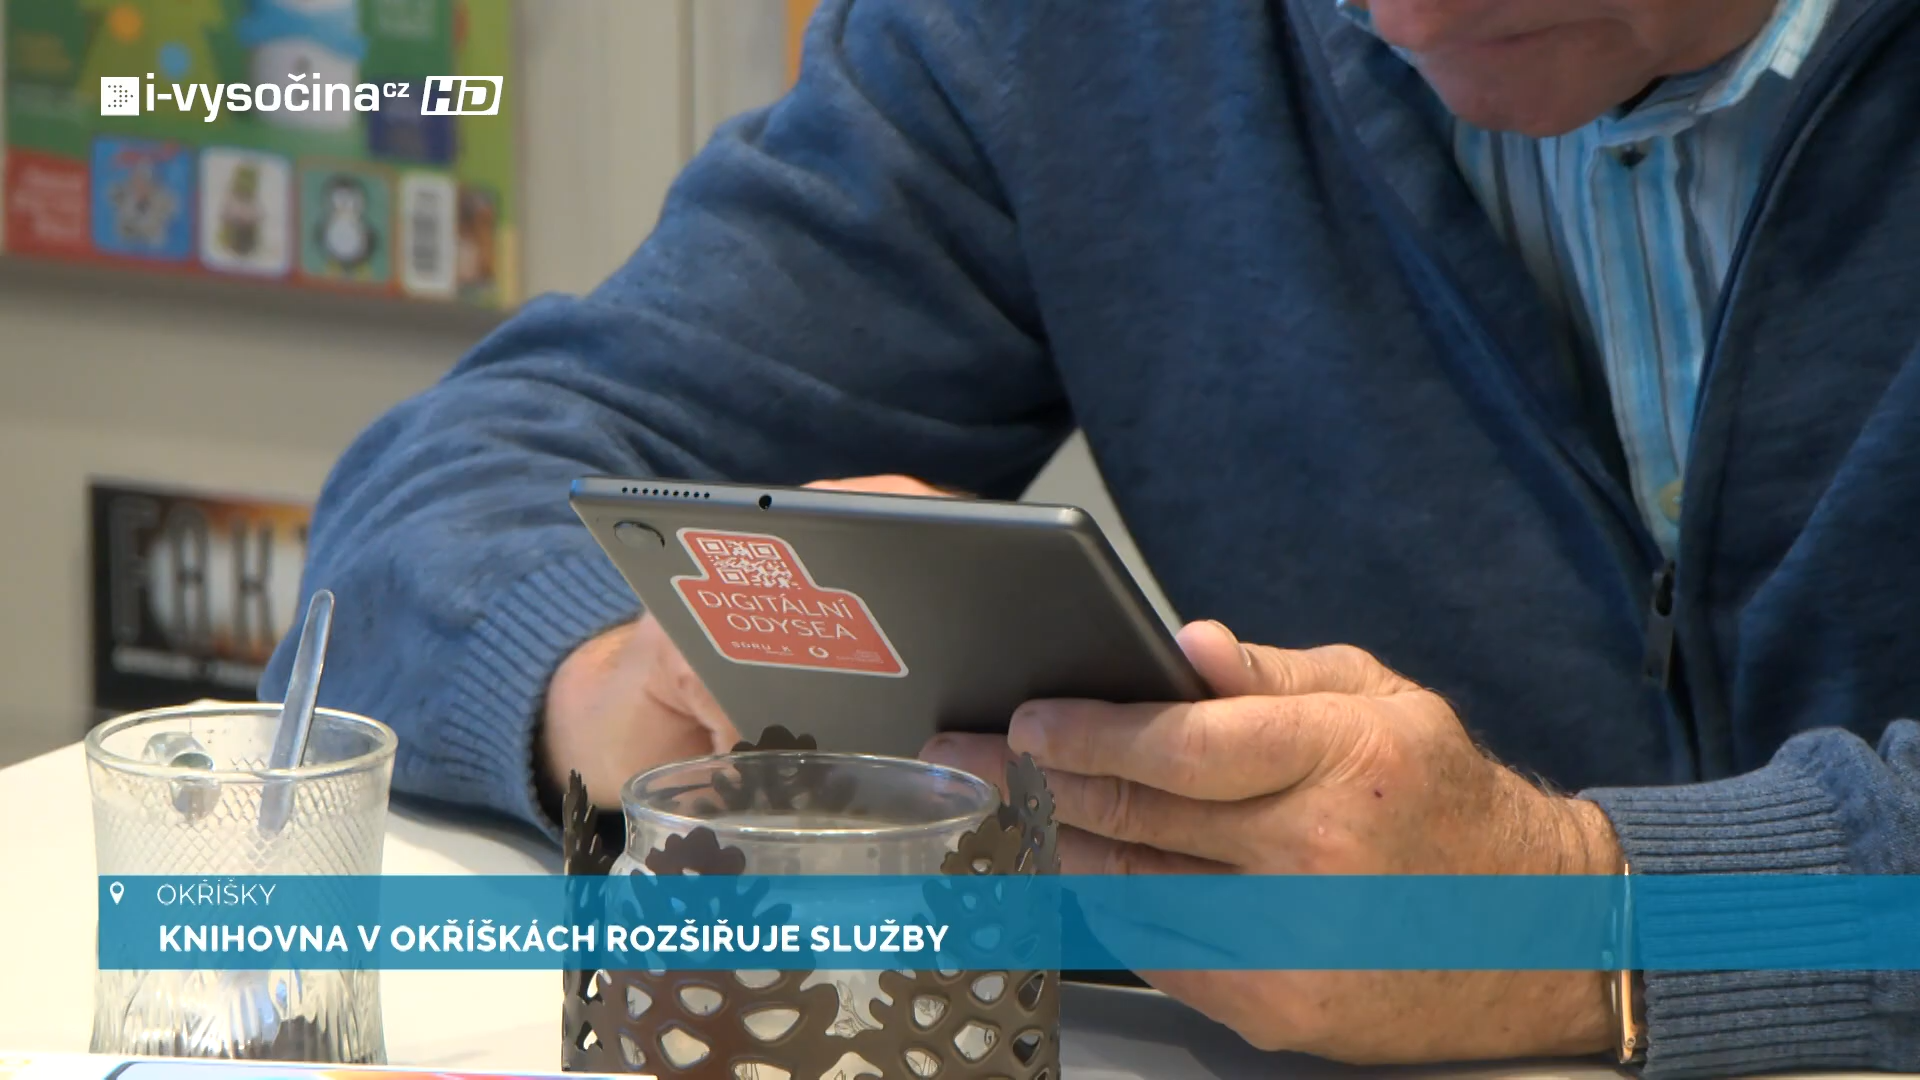 i-vysočina.cz HD
DIGITÁLNÍ
ODYSEA
OKŘÍŠKY
KNIHOVNA V OKŘÍŠKÁCH ROZŠIŘUJE SLUŽBY